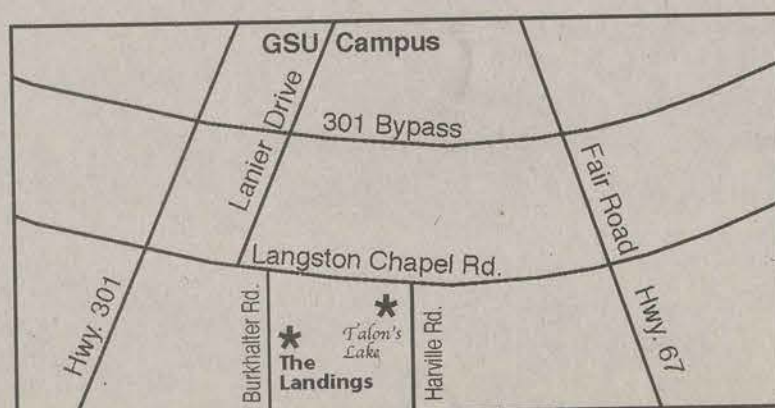 GSU Campus
Lanier Drive
301 Bypass
Fair Road
Langston Chapel Rd.
Hwy. 301
Burkhalter Rd.
*
The
Landings
*
Talon's
Lake
Harville Rd.
Hwy. 67